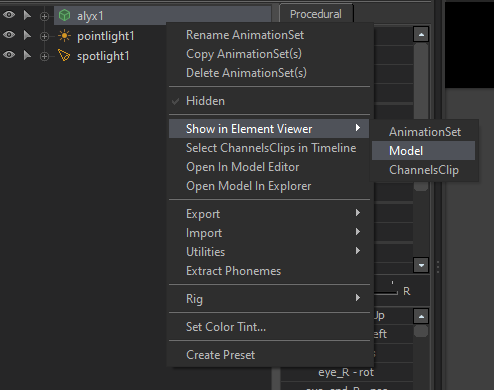 alyx1
Procedural
pointlight1
spotlight1
Rename AnimationSet
Copy AnimationSet(s)
Delete AnimationSet(s)
Hidden
Show in Element Viewer
AnimationSet
Select ChannelsClips in Timeline
Model
Open In Model Editor
ChannelsClip
Open Model In Explorer
Export
Import
Utilities
Extract Phonemes
Rig
R
Set Color Tint...
Up
Create Preset
eye_R - rot